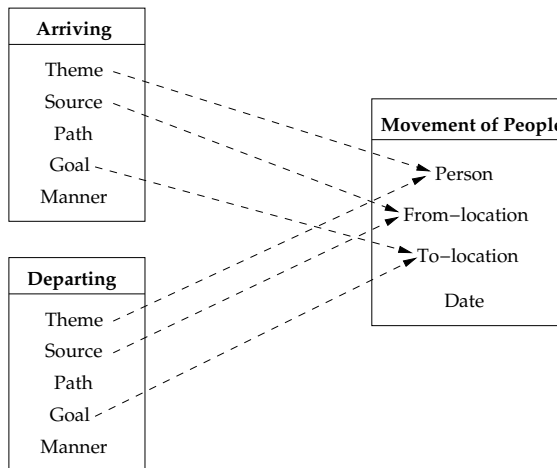 Arriving
Theme
Source
Path
Goal
Manner
Departing
Theme
Source
Path
Goal
Manner
Movement of People
Person
From−location
To−location
Date